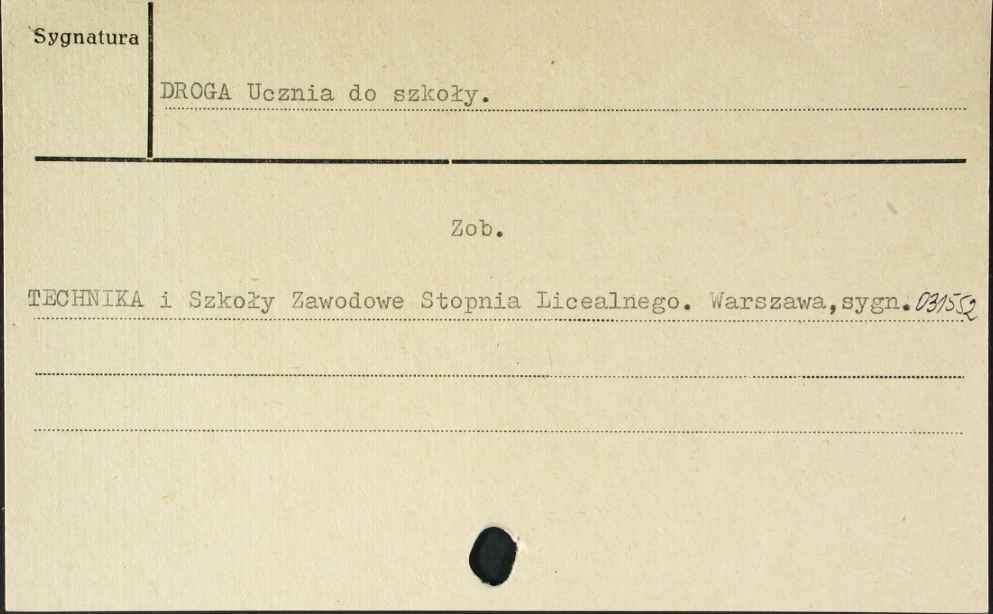 Sygnatura
DROGA Ucznia do szkoły.
Zob.
TECHNIKA i Szkoły Zawodowe Stopnia Licealnego. Warszawa,sygn.031552